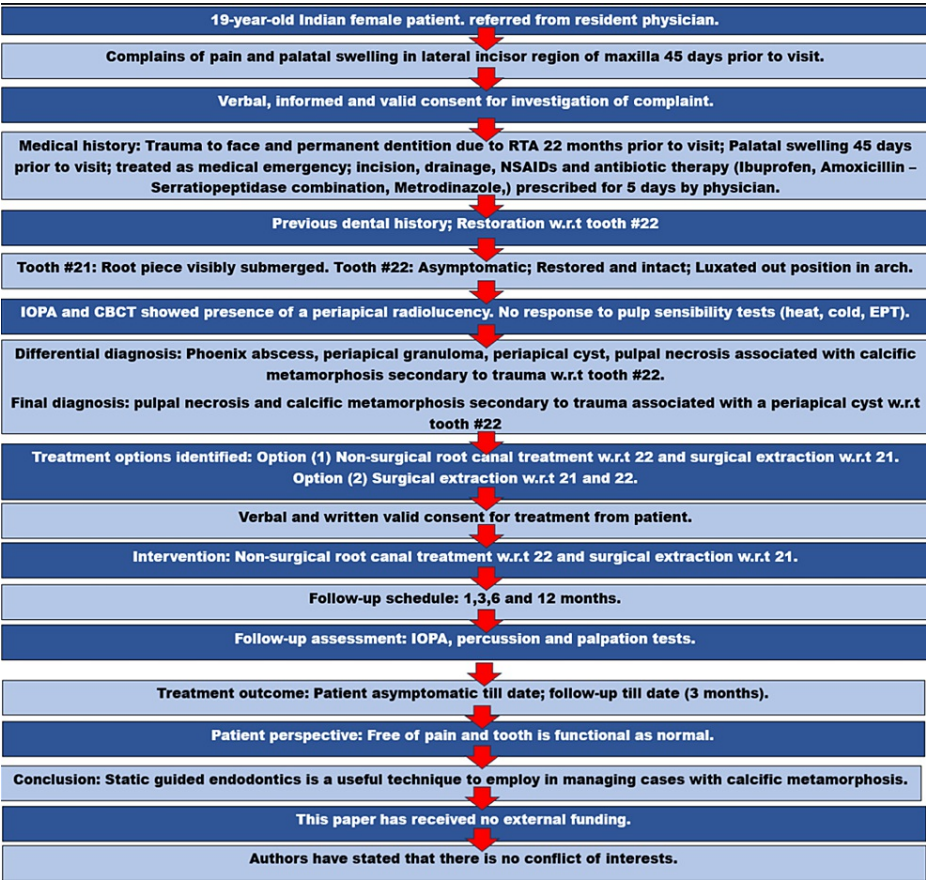 19-year-old Indian female patient. referred from resident physician.
Complains of pain and palatal swelling in lateral incisor region of maxilla 45 days prior to visit.
Verbal, informed and valid consent for investigation of complaint.
Medical history: Trauma to face and permanent dentition due to RTA 22 months prior to visit; Palatal swelling 45 days
prior to visit; treated as medical emergency; incision, drainage, NSAIDs and antibiotic therapy (Ibuprofen, Amoxicillin –
Serratiopeptidase combination, Metrodinazole,) prescribed for 5 days by physician.
Previous dental history; Restoration w.r.t tooth #22
Tooth #21: Root piece visibly submerged. Tooth #22: Asymptomatic; Restored and intact; Luxated out position in arch.
IOPA and CBCT showed presence of a periapical radiolucency. No response to pulp sensibility tests (heat, cold, EPT).
Differential diagnosis: Phoenix abscess, periapical granuloma, periapical cyst, pulpal necrosis associated with calcific
metamorphosis secondary to trauma w.r.t tooth #22.
Final diagnosis: pulpal necrosis and calcific metamorphosis secondary to trauma associated with a periapical cyst w.r.t
tooth #22
Treatment options identified: Option (1) Non-surgical root canal treatment w.r.t 22 and surgical extraction w.r.t 21.
Option (2) Surgical extraction w.r.t 21 and 22.
Verbal and written valid consent for treatment from patient.
Intervention: Non-surgical root canal treatment w.r.t 22 and surgical extraction w.r.t 21.
Follow-up schedule: 1,3,6 and 12 months.
Follow-up assessment: IOPA, percussion and palpation tests.
Treatment outcome: Patient asymptomatic till date; follow-up till date (3 months).
Patient perspective: Free of pain and tooth is functional as normal.
Conclusion: Static guided endodontics is a useful technique to employ in managing cases with calcific metamorphosis.
This paper has received no external funding.
Authors have stated that there is no conflict of interests.